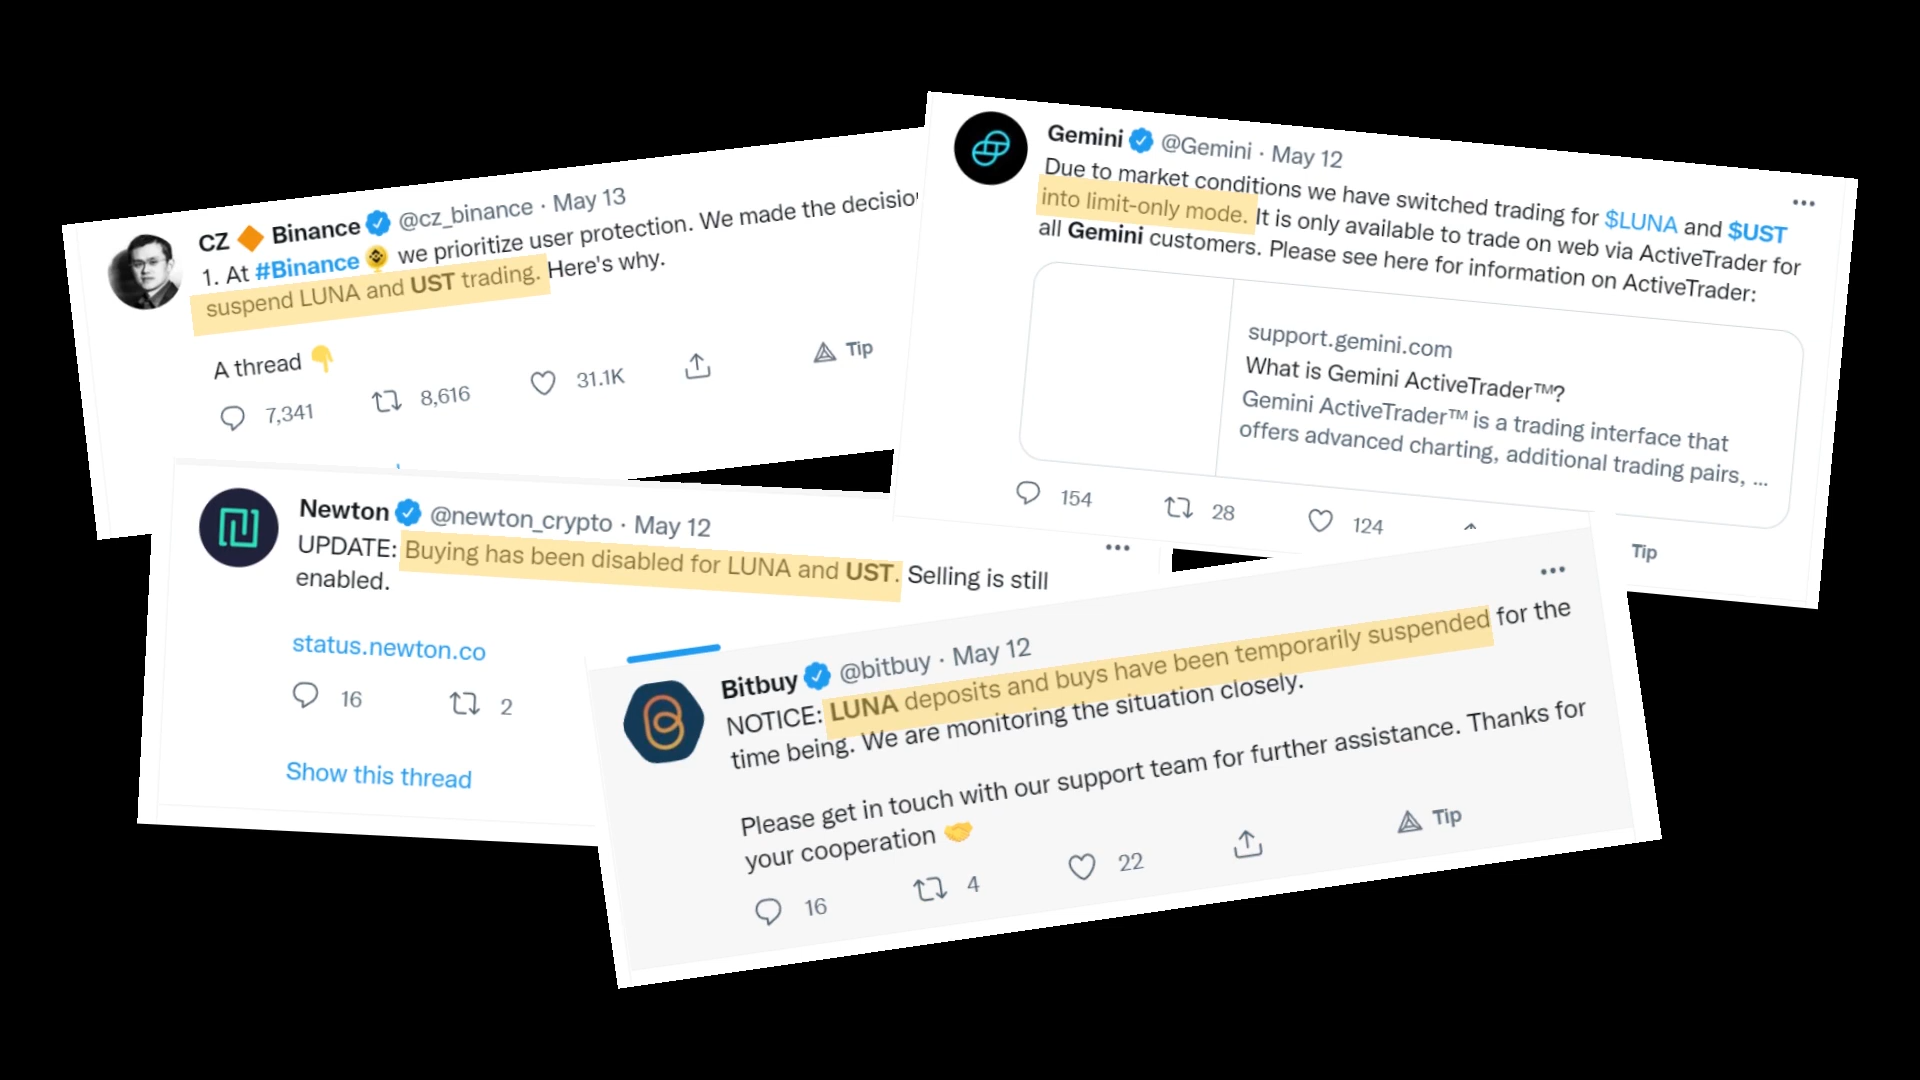 CZ 🔶 Binance @cz_binance · May 13
1. At #Binance we prioritize user protection. We made the
suspend LUNA and UST trading. Here's why.
A thread 👇
7,341 8,616 31.1K Tip
Gemini @Gemini · May 12
Due to market conditions we have switched trading for $LUNA and $UST
into limit-only mode. It is only available to trade on web via ActiveTrader for
all Gemini customers. Please see here for information on ActiveTrader:
support.gemini.com
What is Gemini ActiveTrader™?
Gemini ActiveTrader™ is a trading interface that
offers advanced charting, additional trading pairs, ...
154 28 124 Tip
Newton @newton_crypto · May 12
UPDATE: Buying has been disabled for LUNA and UST. Selling is still
enabled.
status.newton.co
16 2
Show this thread
Bitbuy @bitbuy · May 12
NOTICE: LUNA deposits and buys have been temporarily suspended for the
time being. We are monitoring the situation closely.
Please get in touch with our support team for further assistance. Thanks for
your cooperation 🤝
16 4 22 Tip